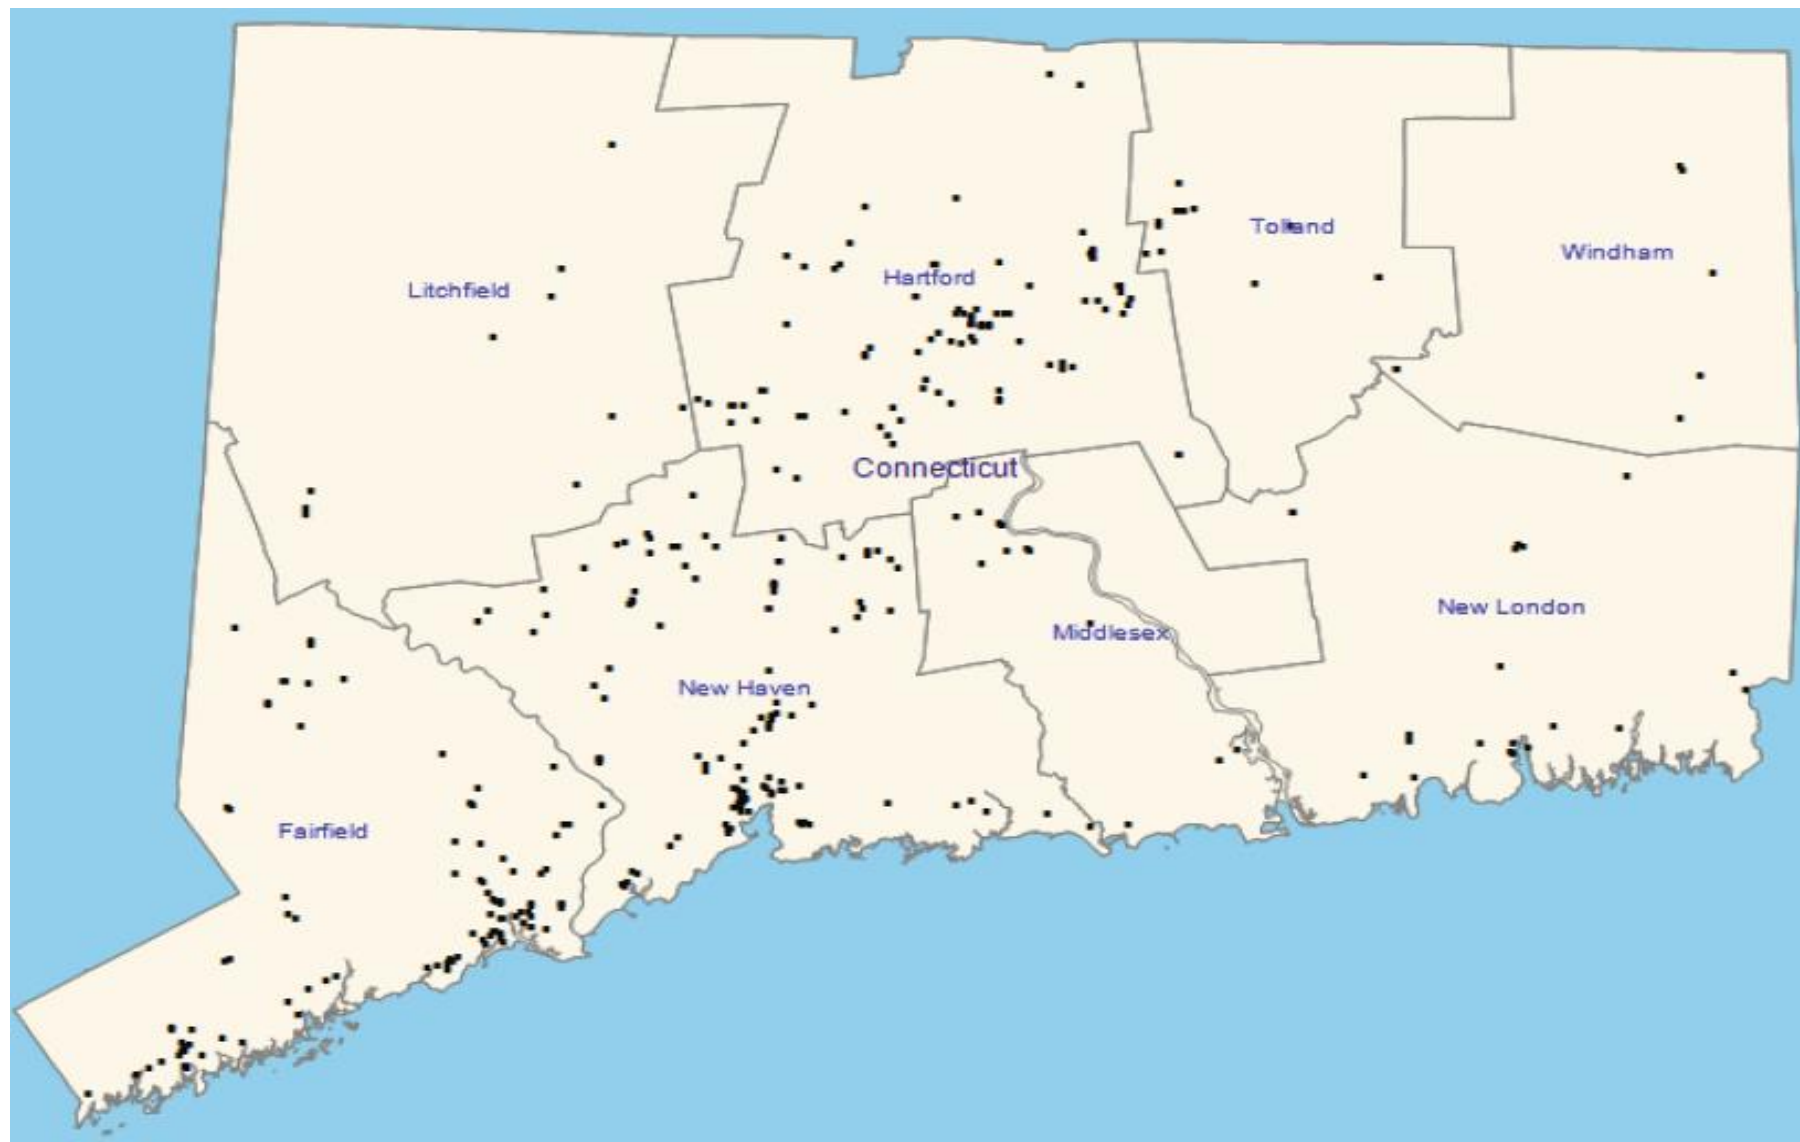 Tolland
Windham
Hartford
Litchfield
Connecticut
New London
Middlesex
New Haven
Fairfield